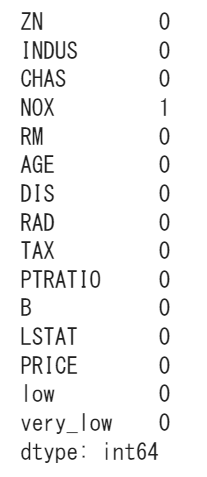 ZN 0
INDUS 0
CHAS 0
NOX 1
RM 0
AGE 0
DIS 0
RAD 0
TAX 0
PTRATIO 0
B 0
LSTAT 0
PRICE 0
low 0
very_low 0
dtype: int64